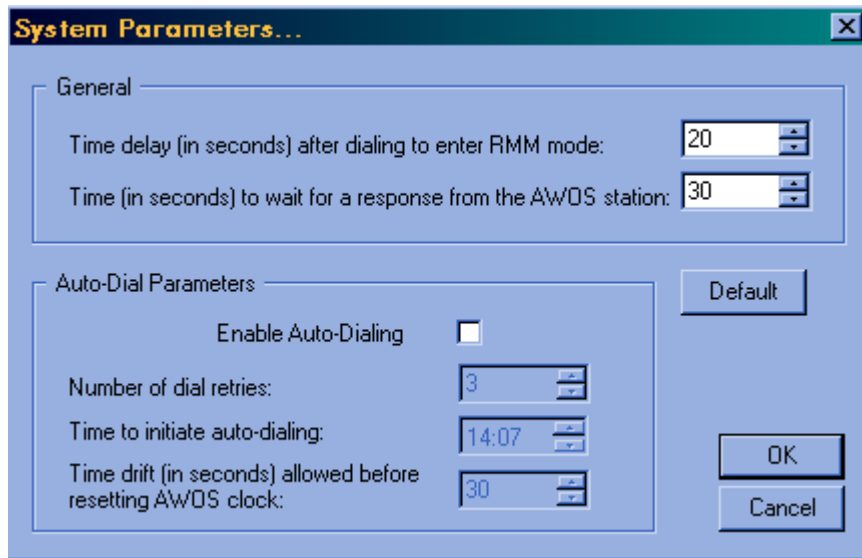 System Parameters...
General
Time delay (in seconds) after dialing to enter RMM mode: 20
Time (in seconds) to wait for a response from the AWOS station: 30
Auto-Dial Parameters
Default
Enable Auto-Dialing
Number of dial retries: 3
Time to initiate auto-dialing: 14:07
Time drift (in seconds) allowed before
resetting AWOS clock: 30
OK
Cancel